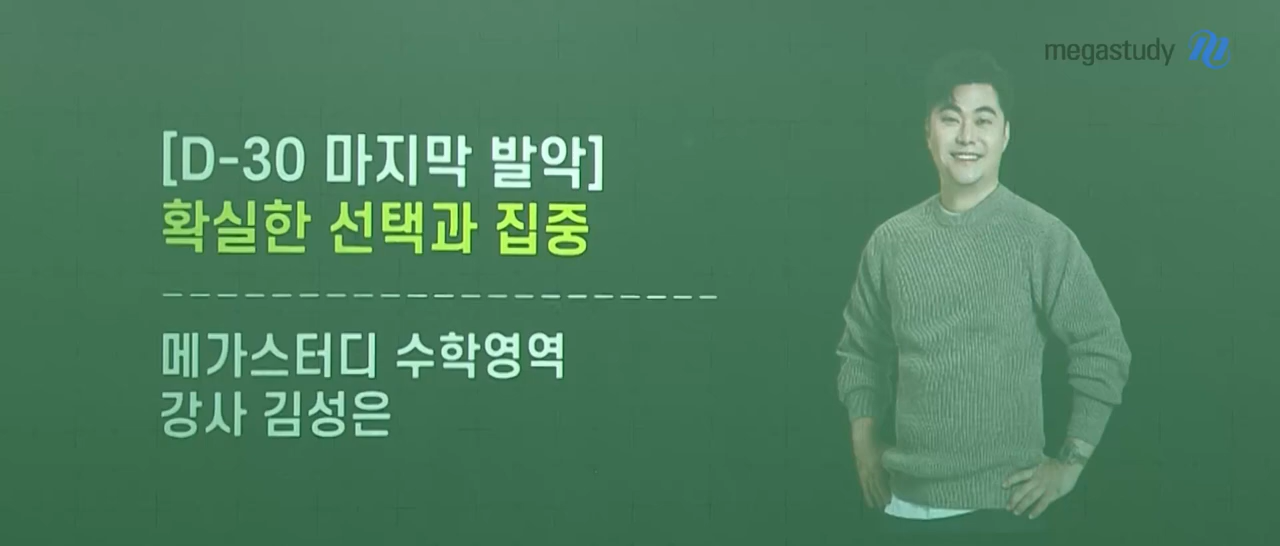 megastudy
[D-30 마지막 발악]
확실한 선택과 집중
메가스터디 수학영역
강사 김성은